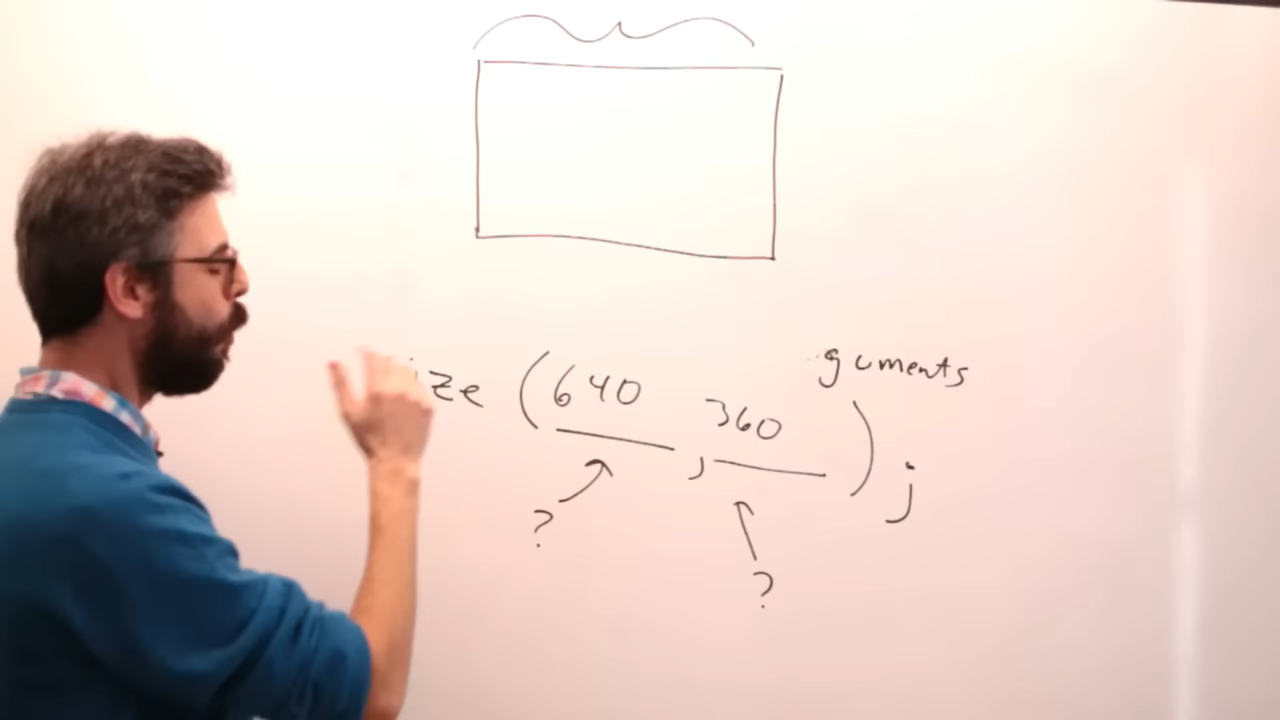 guments
ize (640, 360);
? ?